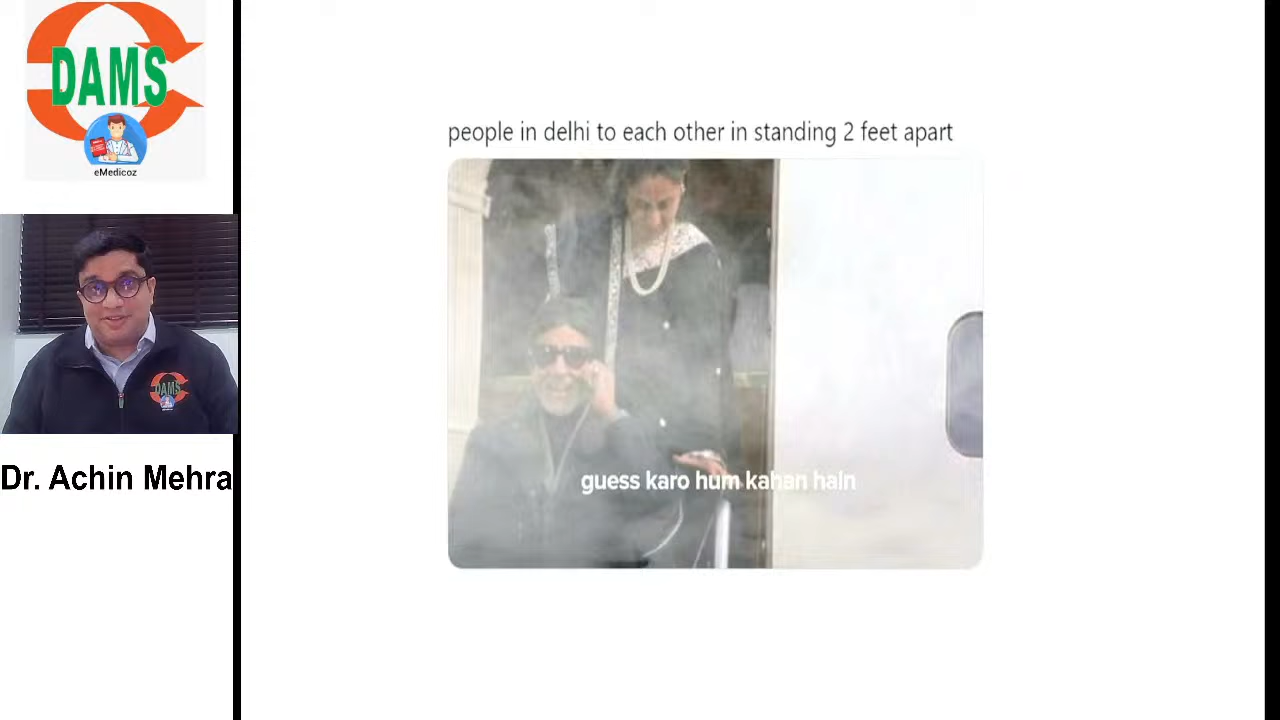 DAMS
eMedicoz
Dr. Achin Mehra
DAMS
people in delhi to each other in standing 2 feet apart
guess karo hum kahan hain